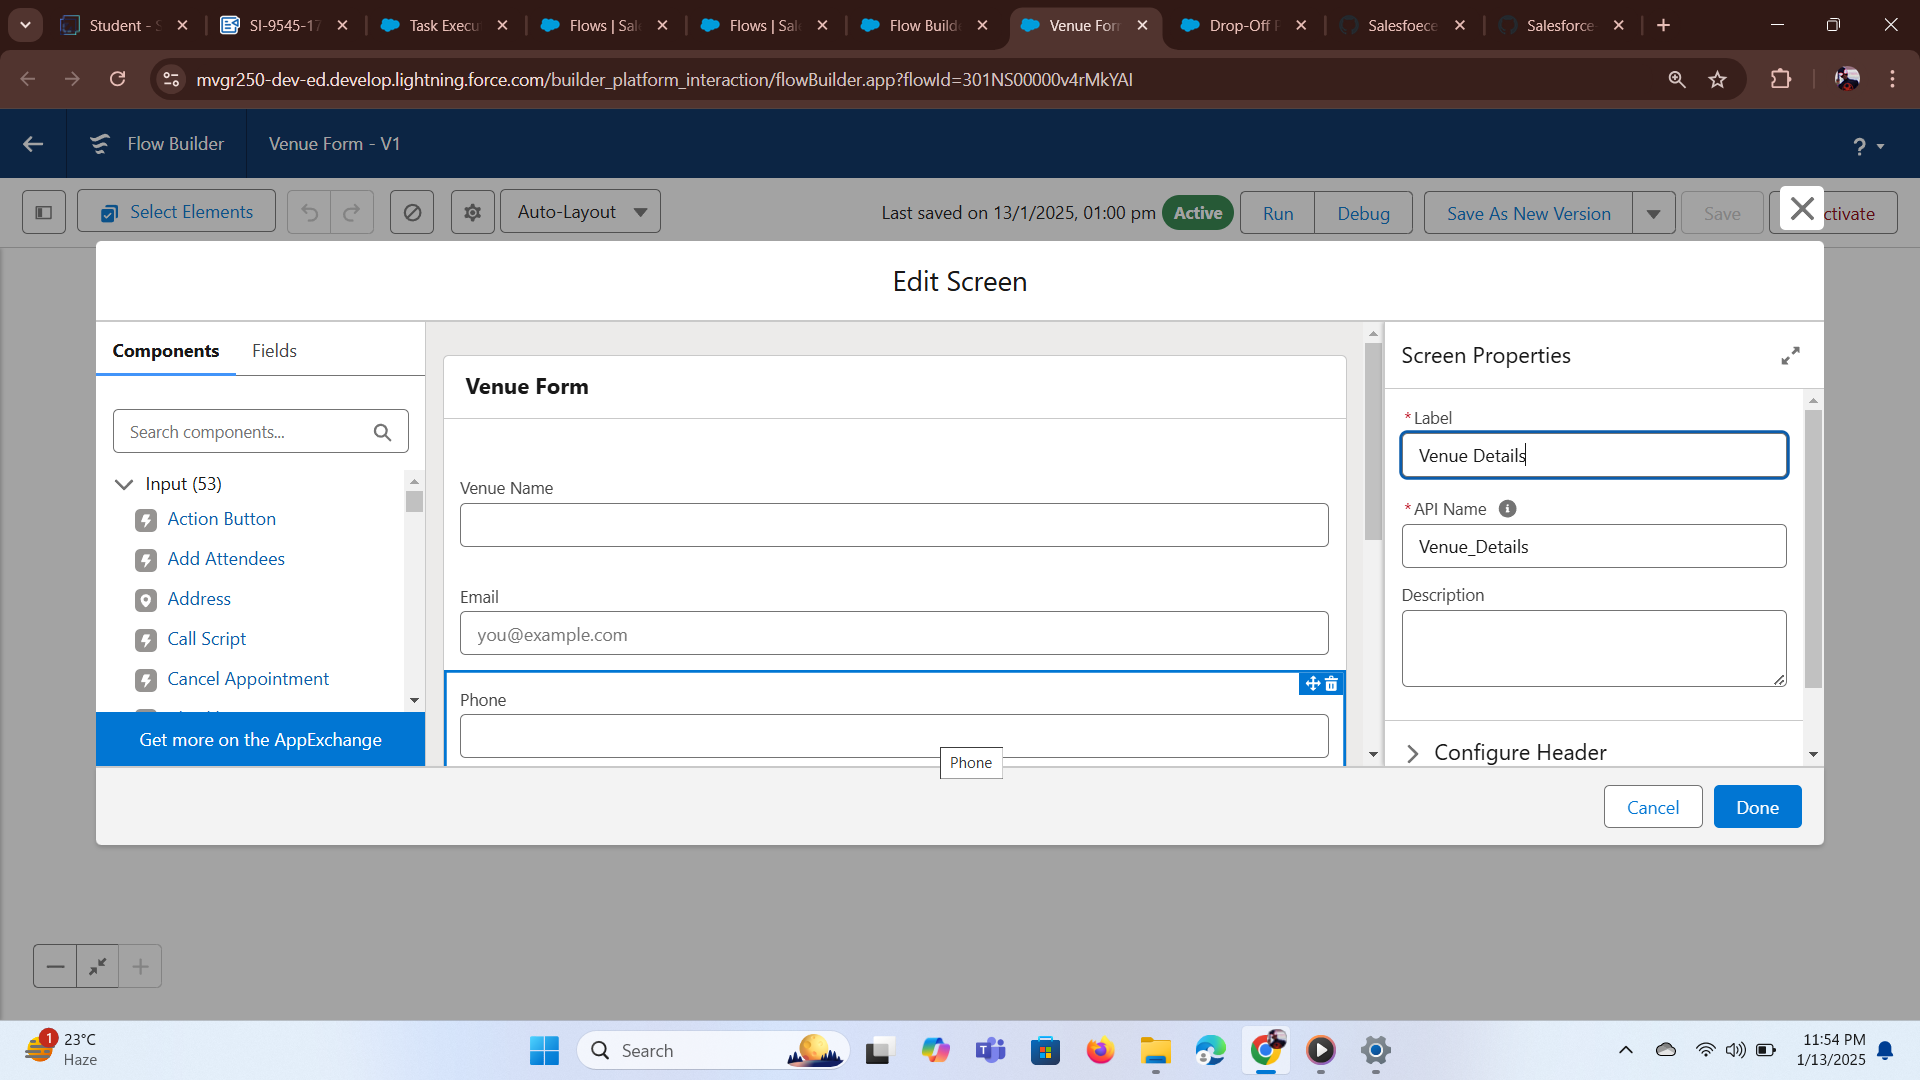 Student - S
SI-9545-17
Task Execu
Flows | Sal
Flows | Sal
Flow Build
Venue Form
Drop-Off P
Salesfoece
Salesforce
mvgr250-dev-ed.develop.lightning.force.com/builder_platform_interaction/flowBuilder.app?flowId=301NS00000v4rMkYAI
Flow Builder
Venue Form - V1
?
Select Elements
Auto-Layout
Last saved on 13/1/2025, 01:00 pm
Active
Run
Debug
Save As New Version
Save
ctivate
Edit Screen
Components
Fields
Search components...
Input (53)
Action Button
Add Attendees
Address
Call Script
Cancel Appointment
Get more on the AppExchange
Venue Form
Venue Name
Email
you@example.com
Phone
Phone
Screen Properties
*Label
Venue Details
*API Name
Venue_Details
Description
Configure Header
Cancel
Done
1
23°C
Haze
Search
11:54 PM
1/13/2025